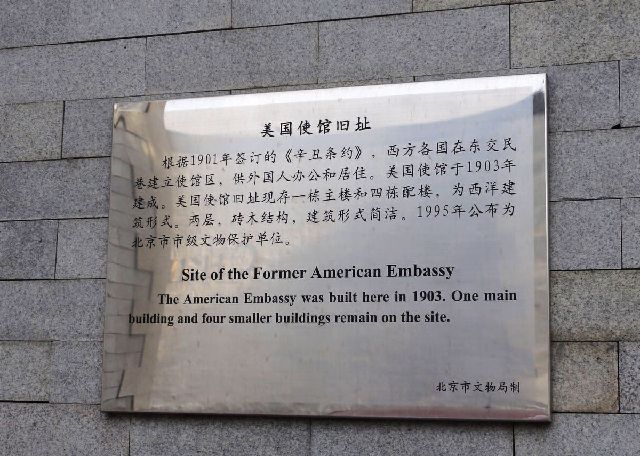 美国使馆旧址
根据1901年签订的《辛丑条约》，西方各国在东交民
巷建立使馆区，供外国人办公和居住。美国使馆于1903年
建成。美国使馆旧址现存一栋主楼和四栋配楼，为西洋建
筑形式。两层，砖木结构，建筑形式简洁。1995年公布为
北京市市级文物保护单位。
Site of the Former American Embassy
The American Embassy was built here in 1903. One main
building and four smaller buildings remain on the site.
北京市文物局制